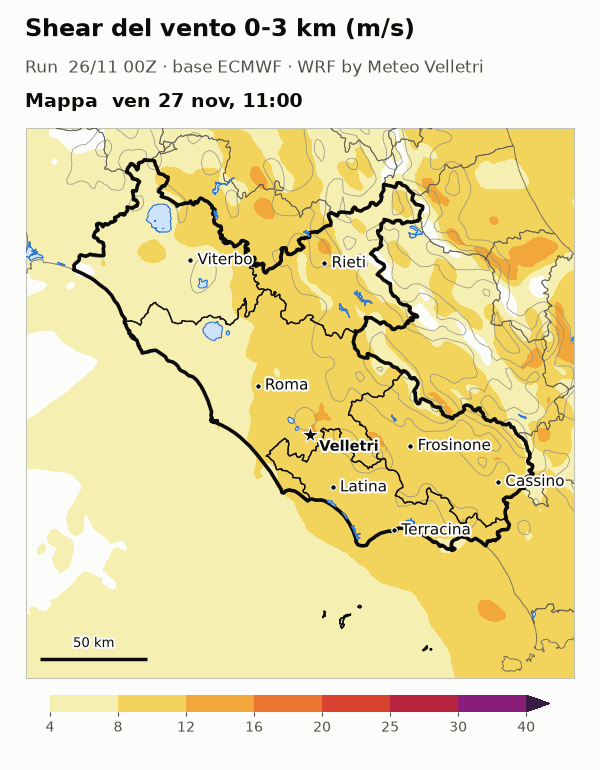 Shear del vento 0-3 km (m/s)
Run  26/11 00Z · base ECMWF · WRF by Meteo Velletri
Mappa  ven 27 nov, 11:00
Viterbo
Rieti
Roma
Velletri
Frosinone
Cassino
Latina
Terracina
50 km
4 8 12 16 20 25 30 40